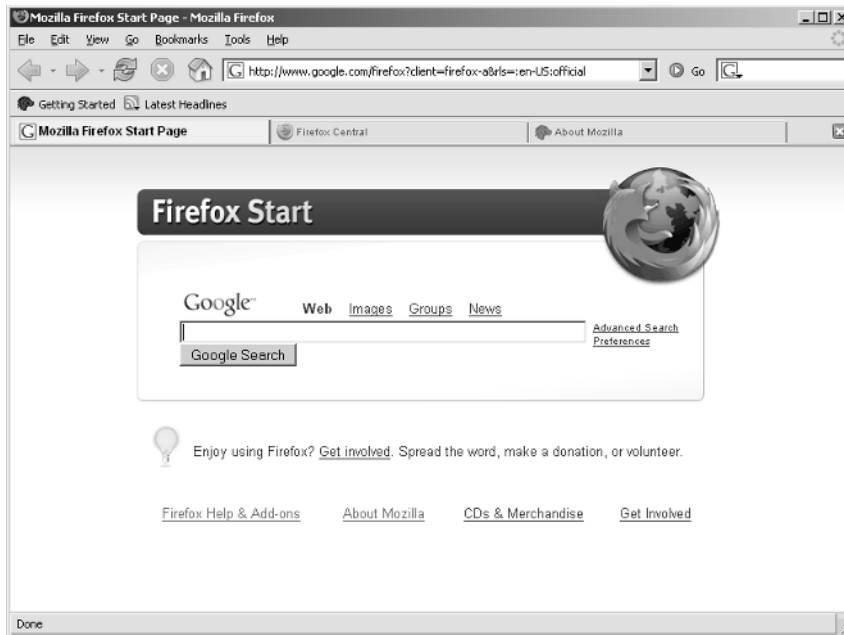 Mozilla Firefox Start Page - Mozilla Firefox
File Edit View Go Bookmarks Tools Help
G http://www.google.com/firefox?client=firefox-a&rls=:en-US:official Go G
Getting Started Latest Headlines
G Mozilla Firefox Start Page Firefox Central About Mozilla
Firefox Start
Google™ Web Images Groups News
Advanced Search
Preferences
Google Search
Enjoy using Firefox? Get involved. Spread the word, make a donation, or volunteer.
Firefox Help & Add-ons About Mozilla CDs & Merchandise Get Involved
Done